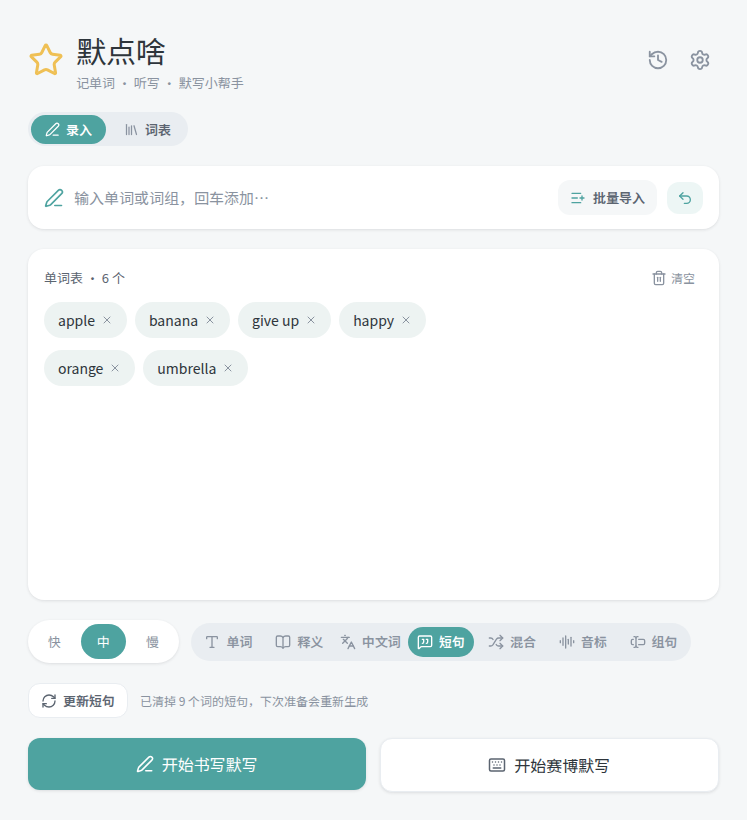 默点啥
记单词 • 听写 • 默写小帮手
录入 词表
输入单词或词组，回车添加… 批量导入
单词表 • 6 个 清空
apple × banana × give up × happy ×
orange × umbrella ×
快 中 慢 单词 释义 中文词 短句 混合 音标 组句
更新短句 已清掉 9 个词的短句，下次准备会重新生成
开始书写默写 开始赛博默写